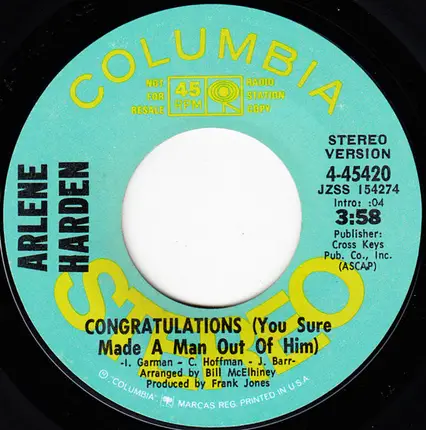 COLUMBIA
NOT FOR RESALE
45 RPM
RADIO STATION COPY
ARLENE HARDEN
STEREO VERSION
4-45420
JZSS 154274
Intro: :04
3:58
Publisher:
Cross Keys
Pub. Co., Inc.
(ASCAP)
STEREO
CONGRATULATIONS (You Sure
Made A Man Out Of Him)
-I. Garman - C. Hoffman - J. Barr-
Arranged by Bill McElhiney
Produced by Frank Jones
℗ "COLUMBIA", MARCAS REG. PRINTED IN U.S.A.